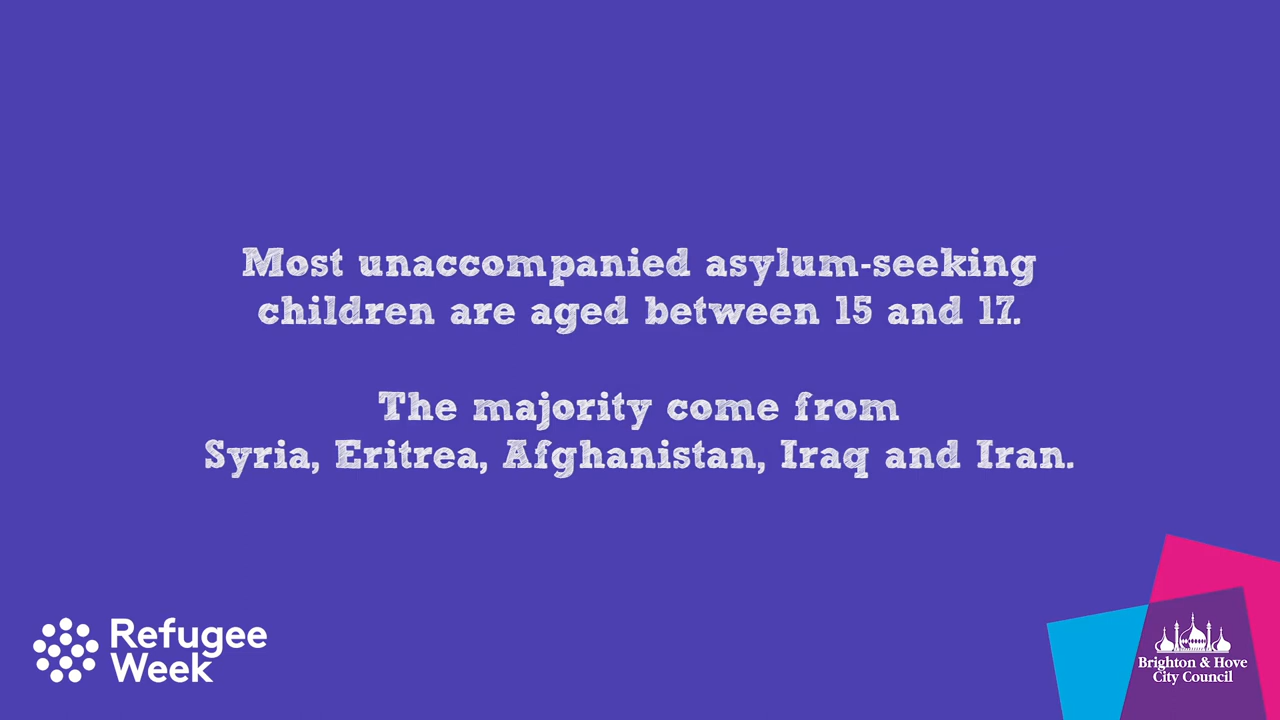 Most unaccompanied asylum-seeking
children are aged between 15 and 17.
The majority come from
Syria, Eritrea, Afghanistan, Iraq and Iran.
Refugee
Week
Brighton & Hove
City Council